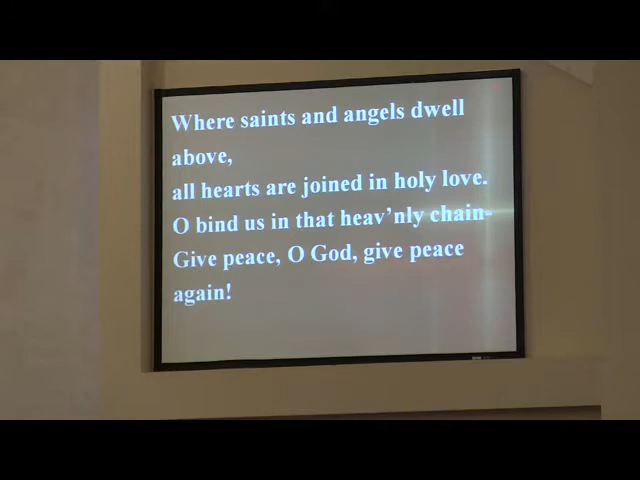 Where saints and angels dwell
above,
all hearts are joined in holy love.
O bind us in that heav’nly chain-
Give peace, O God, give peace
again!